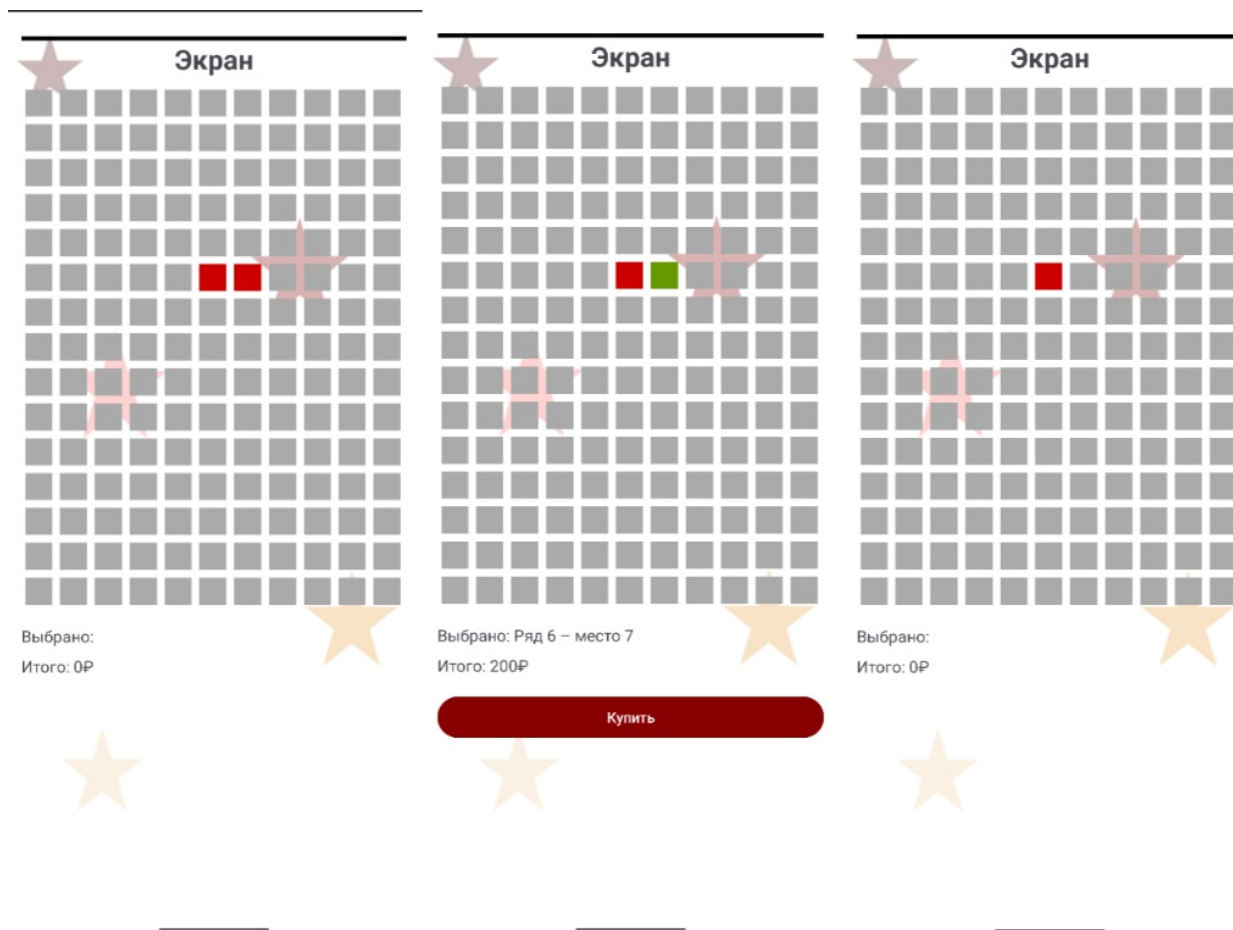 Экран
Выбрано:
Итого: 0₽
Экран
Выбрано: Ряд 6 – место 7
Итого: 200₽
Купить
Экран
Выбрано:
Итого: 0₽